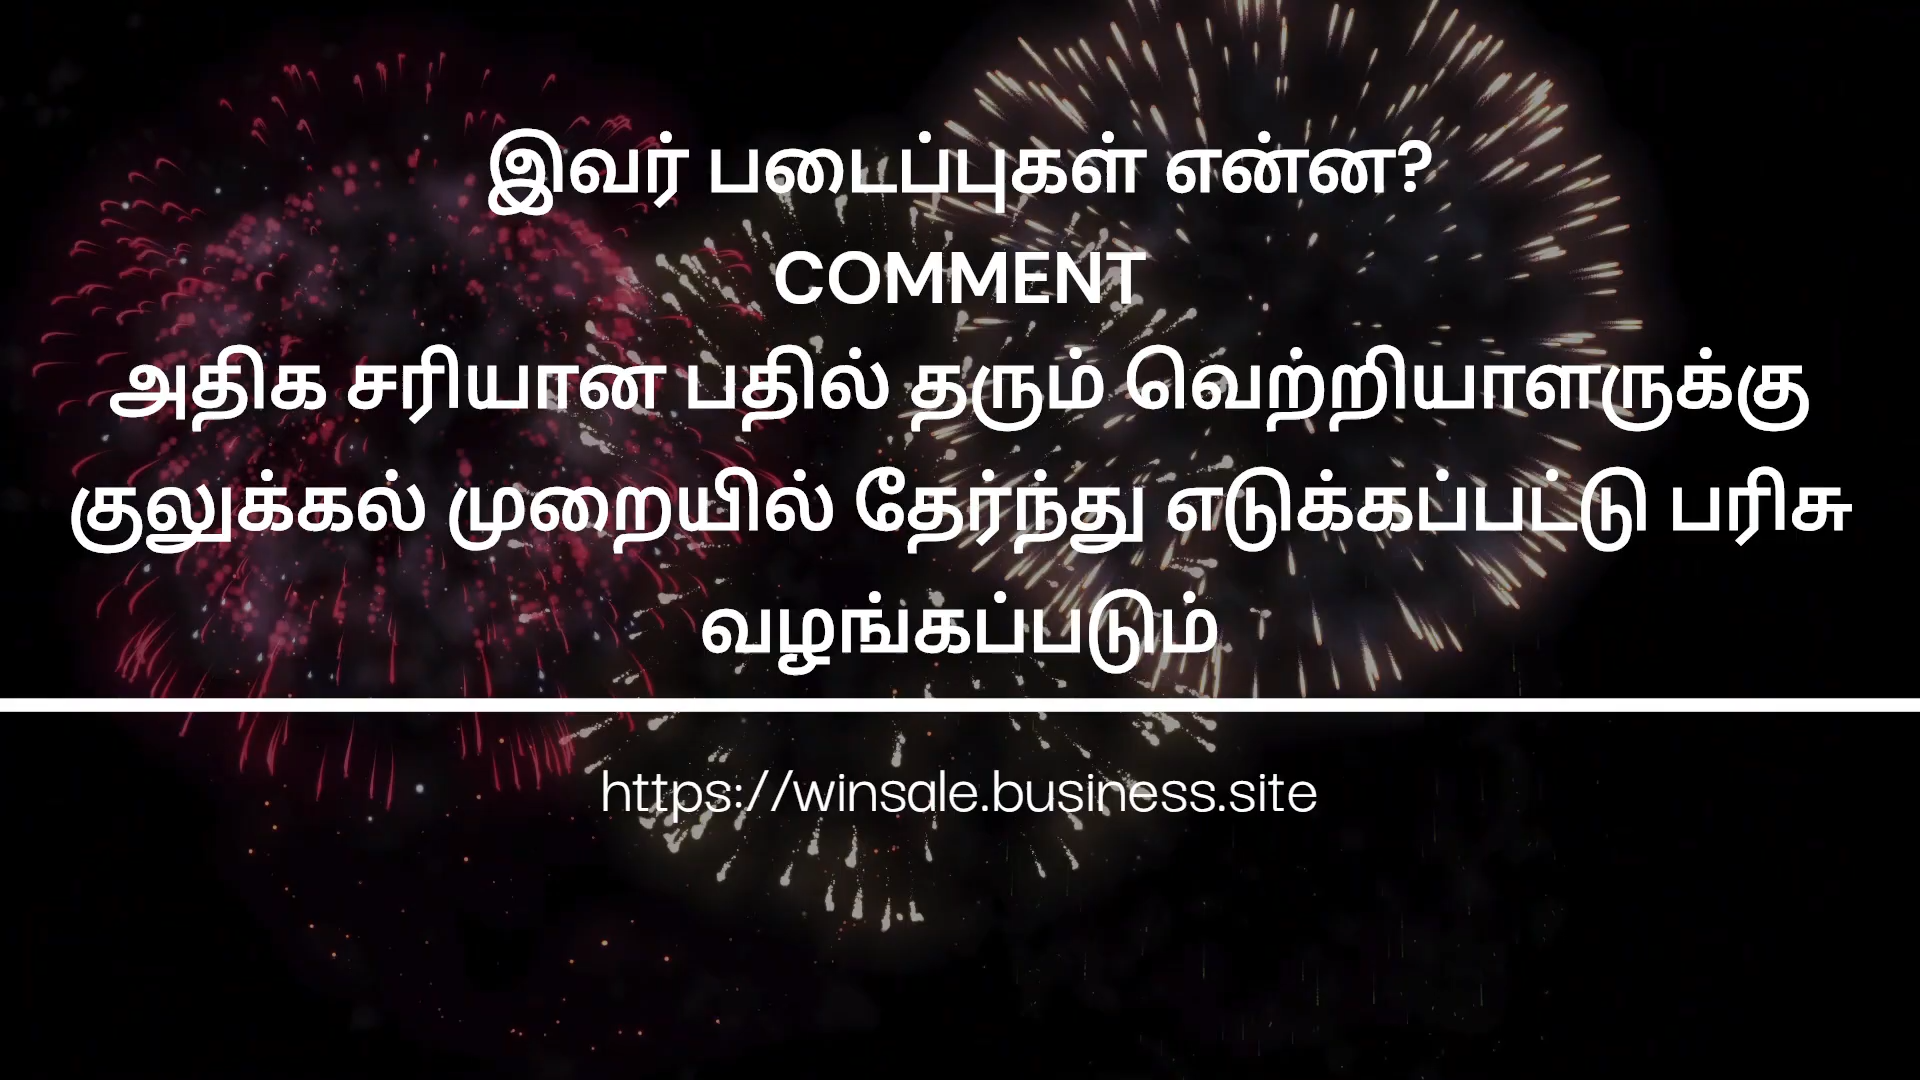 இவர் படைப்புகள் என்ன?
COMMENT
அதிக சரியான பதில் தரும் வெற்றியாளருக்கு
குலுக்கல் முறையில் தேர்ந்து எடுக்கப்பட்டு பரிசு
வழங்கப்படும்
https://winsale.business.site